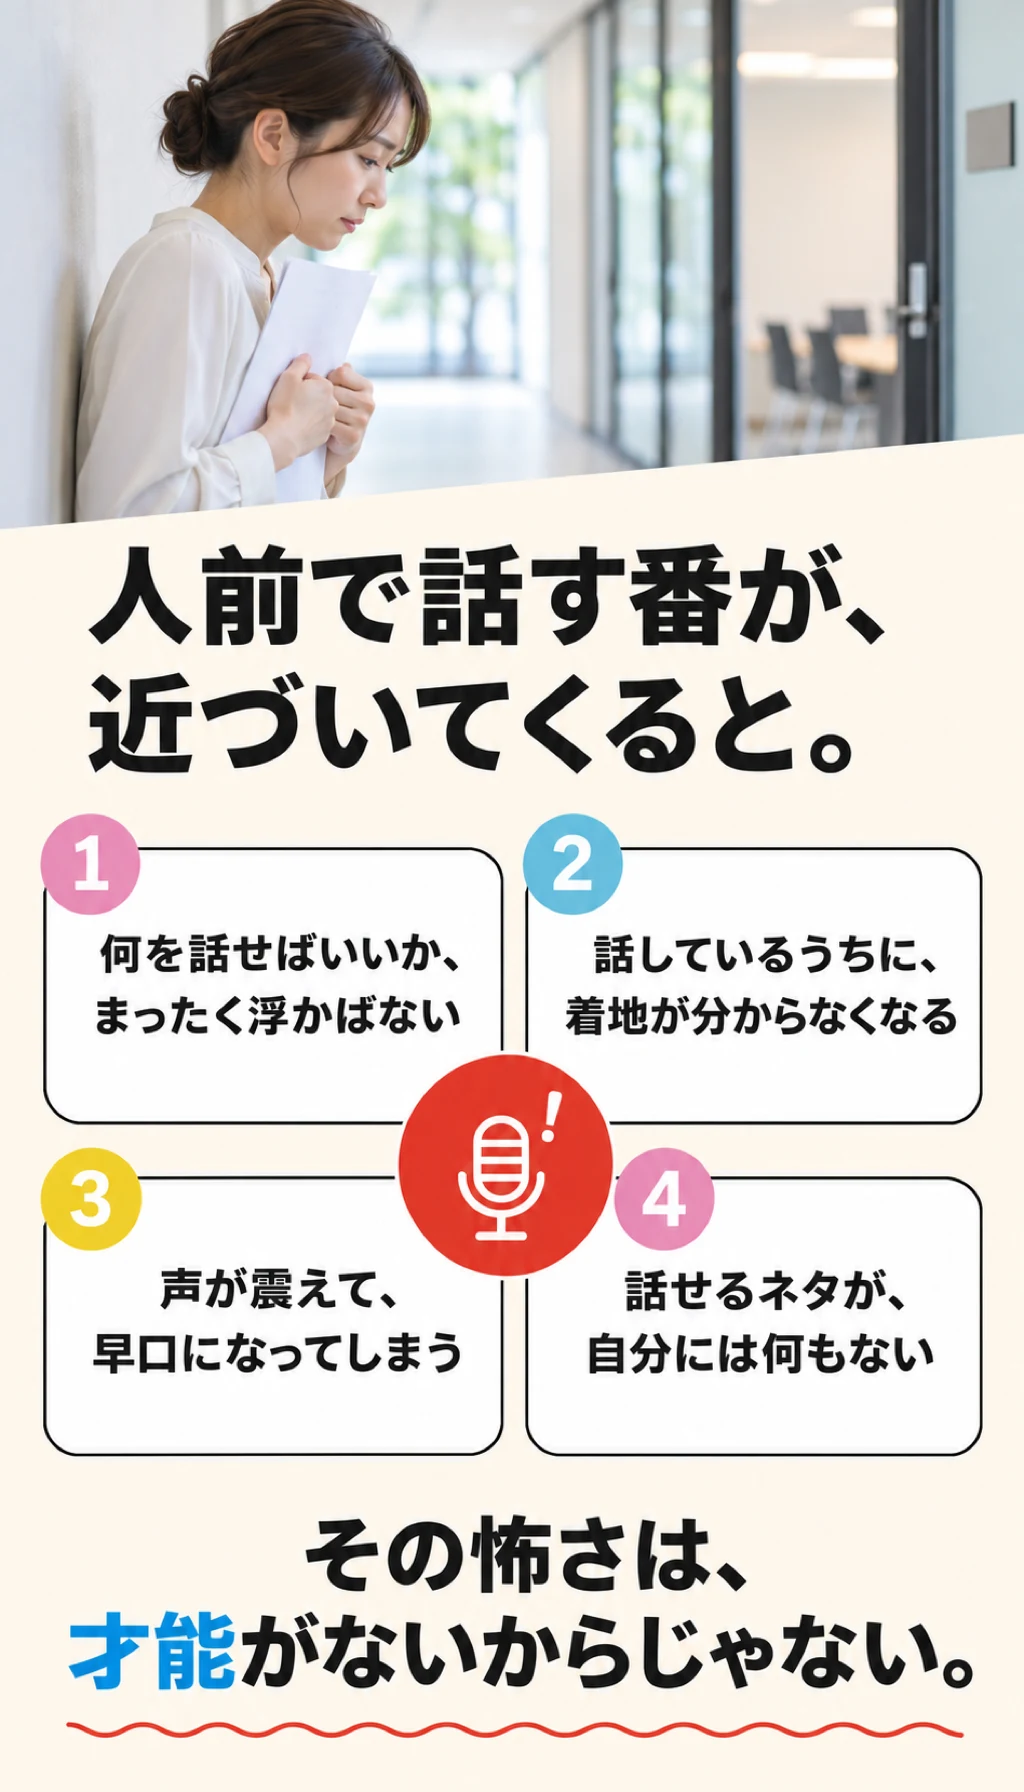 人前で話す番が、
近づいてくると。
1
何を話せばいいか、
まったく浮かばない
2
話しているうちに、
着地が分からなくなる
!
3
声が震えて、
早口になってしまう
4
話せるネタが、
自分には何もない
その怖さは、
才能がないからじゃない。